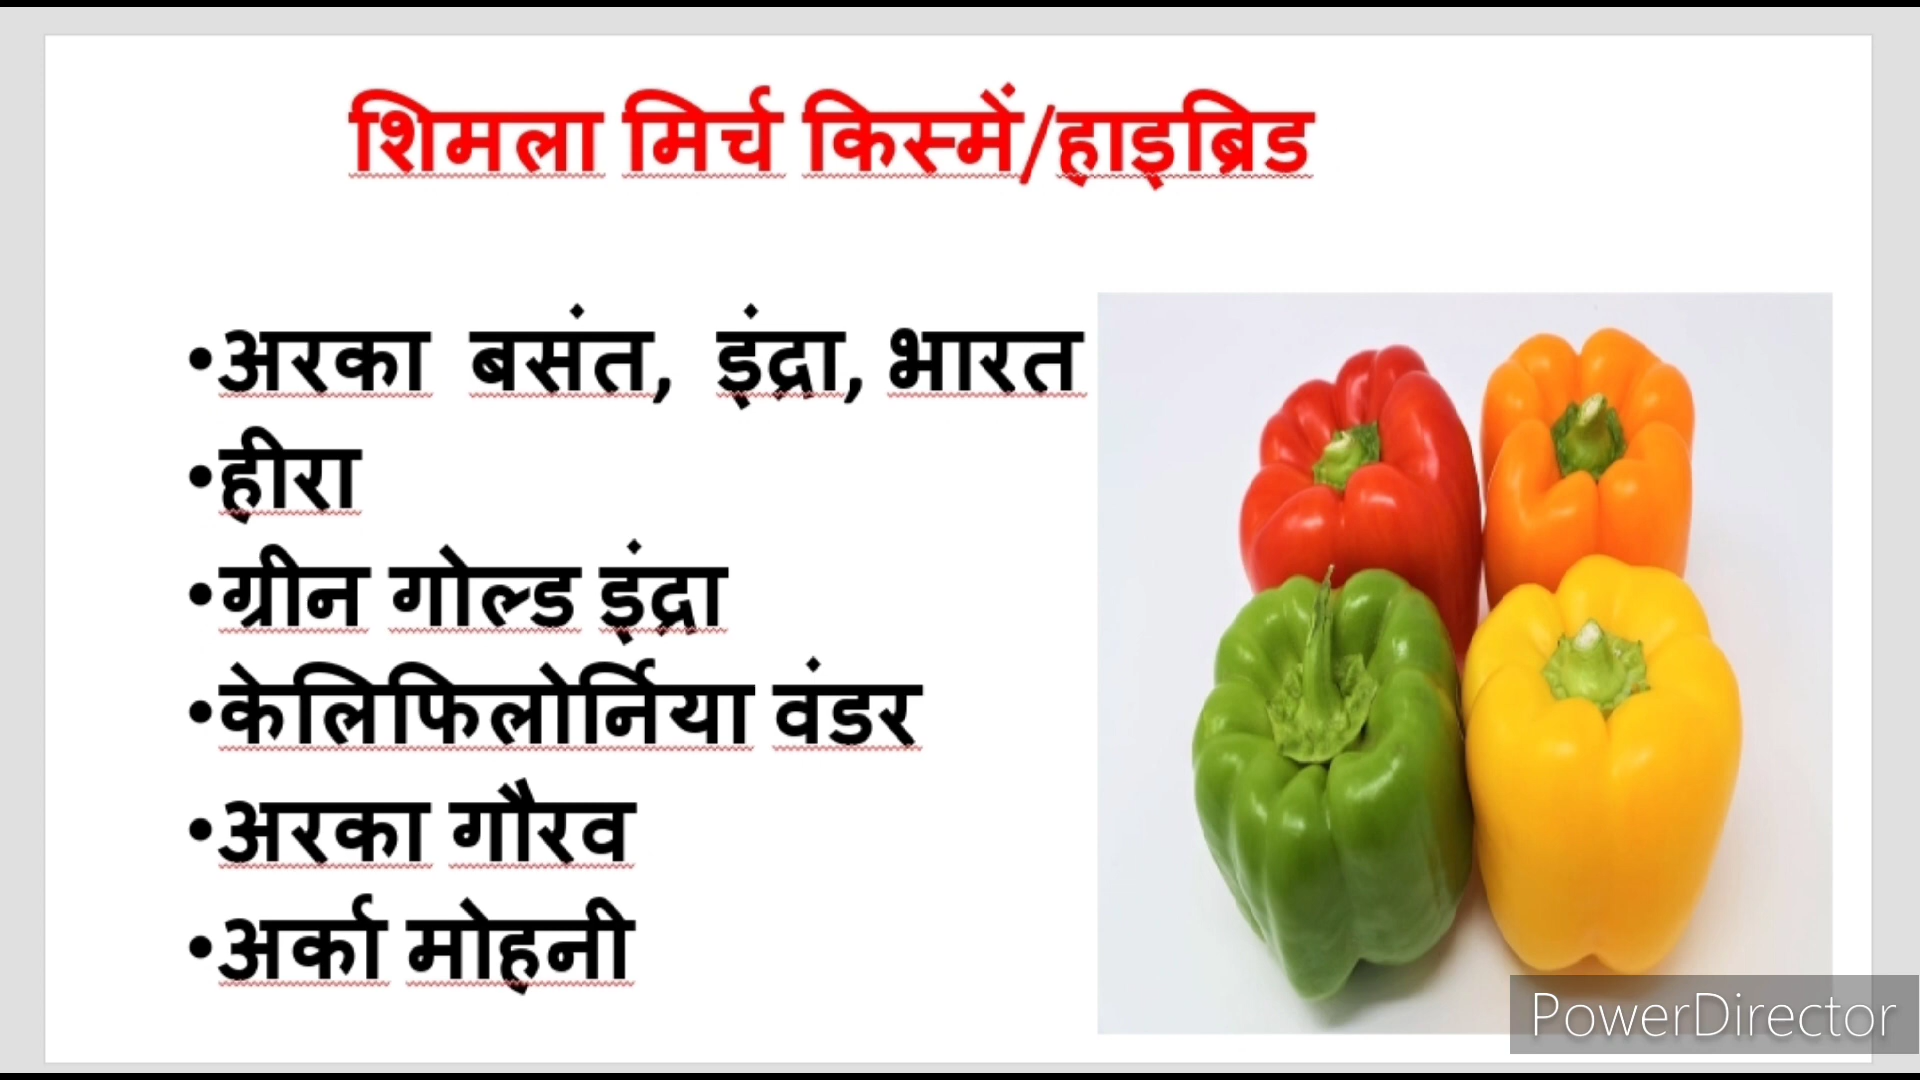 शिमला मिर्च किस्में/हाइब्रिड
•अरका बसंत, इंद्रा, भारत
•हीरा
•ग्रीन गोल्ड इंद्रा
•केलिफिलोर्निया वंडर
•अरका गौरव
•अर्का मोहनी
PowerDirector